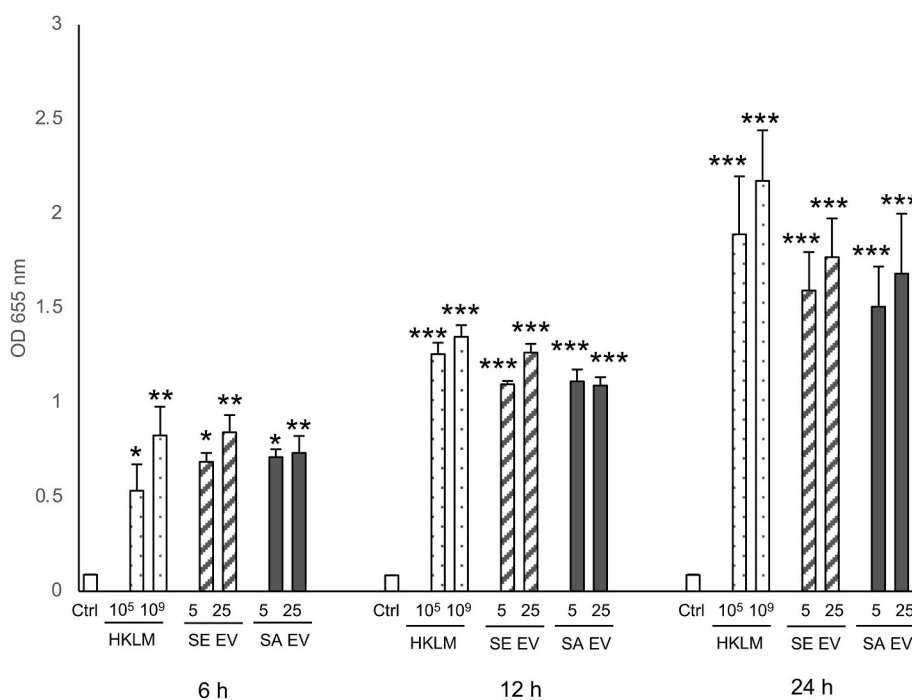 3
2.5
2
1.5
1
0.5
0
OD 655 nm
* ** * ** * **
*** *** *** *** *** ***
*** *** *** *** *** ***
Ctrl 10⁵ 10⁹ 5 25 5 25 Ctrl 10⁵ 10⁹ 5 25 5 25 Ctrl 10⁵ 10⁹ 5 25 5 25
HKLM SE EV SA EV HKLM SE EV SA EV HKLM SE EV SA EV
6 h 12 h 24 h